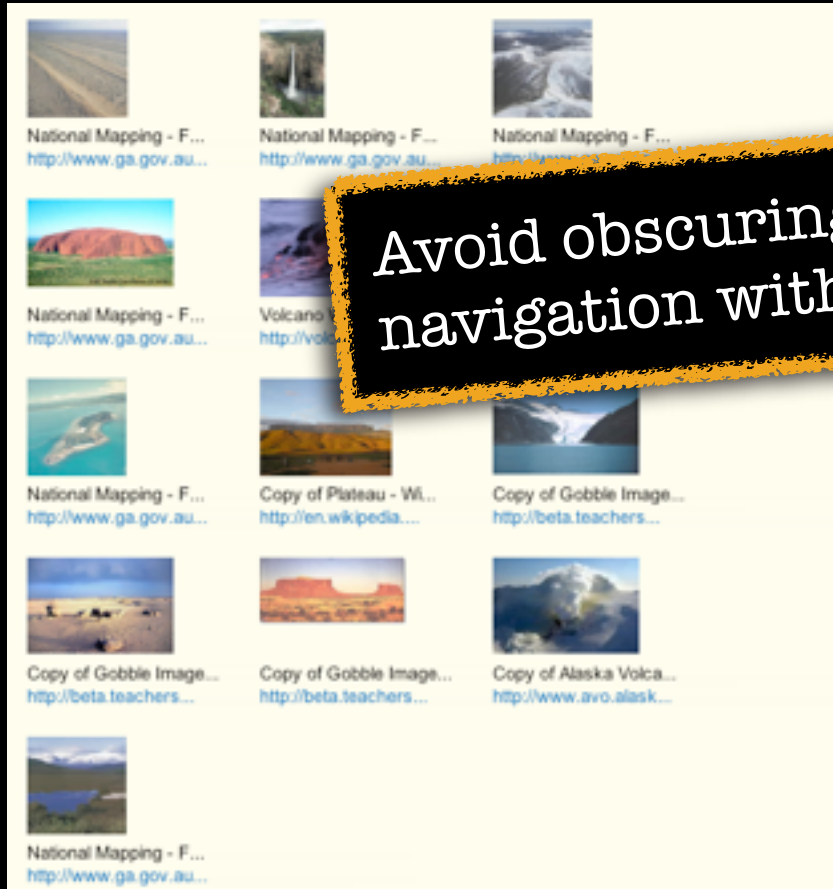 National Mapping - F...
http://www.ga.gov.au...
National Mapping - F...
http://www.ga.gov.au...
National Mapping - F...
Avoid obscuring
navigation with
National Mapping - F...
http://www.ga.gov.au...
Volcano
National Mapping - F...
http://www.ga.gov.au...
Copy of Plateau - Wi...
http://en.wikipedia....
Copy of Gobble Image...
http://beta.teachers...
Copy of Gobble Image...
http://beta.teachers...
Copy of Gobble Image...
http://beta.teachers...
Copy of Alaska Volca...
http://www.avo.alask...
National Mapping - F...
http://www.ga.gov.au...